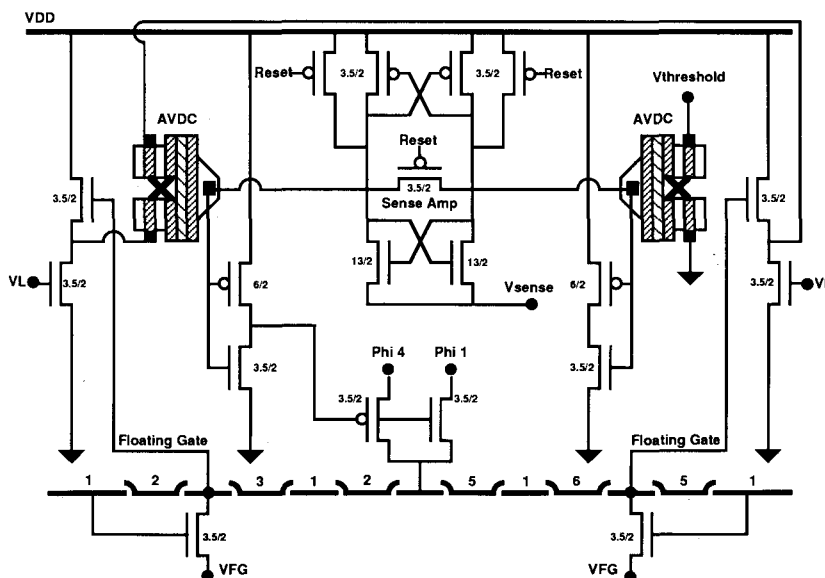 VDD
Reset
3.5/2
3.5/2
Reset
Vthreshold
AVDC
AVDC
Reset
3.5/2
3.5/2
3.5/2
Sense Amp
13/2
13/2
VL
3.5/2
6/2
Vsense
6/2
3.5/2
3.5/2
Phi 4
Phi 1
3.5/2
3.5/2
3.5/2
Floating Gate
Floating Gate
1 2 3 1 2 5 1 6 5 1
3.5/2
3.5/2
VFG
VFG